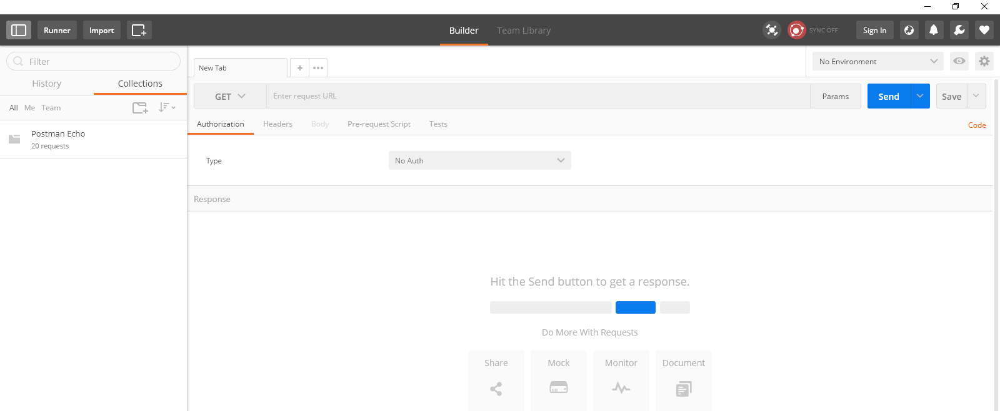 Runner
Import
Builder
Team Library
SYNC OFF
Sign In
Filter
History
Collections
All Me Team
Postman Echo
20 requests
New Tab
No Environment
GET
Enter request URL
Params
Send
Save
Authorization
Headers
Body
Pre-request Script
Tests
Code
Type
No Auth
Response
Hit the Send button to get a response.
Do More With Requests
Share
Mock
Monitor
Document